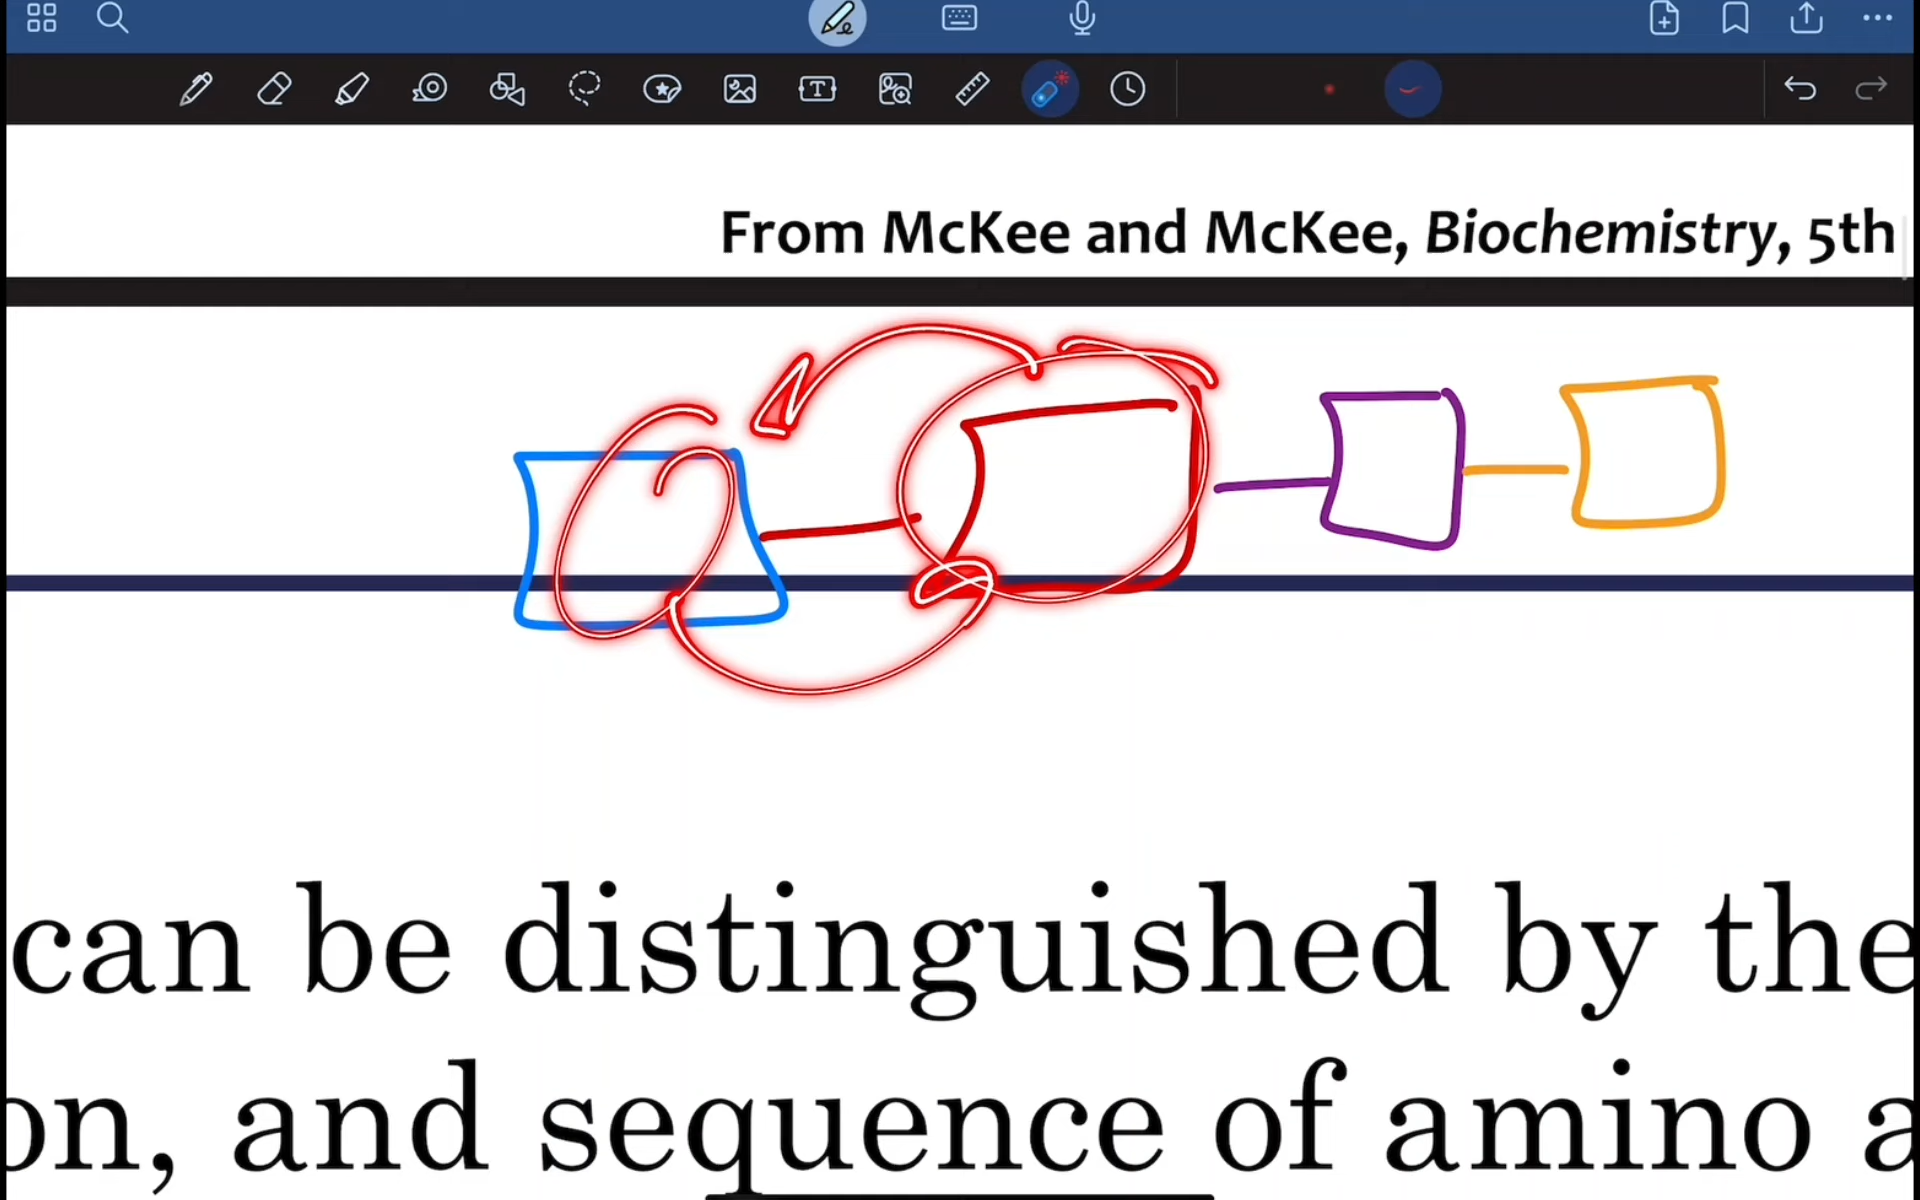 From McKee and McKee, Biochemistry, 5th
can be distinguished by the
on, and sequence of amino a